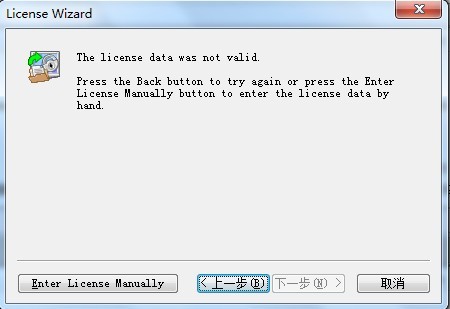 License Wizard
The license data was not valid.
Press the Back button to try again or press the Enter
License Manually button to enter the license data by
hand.
Enter License Manually
< 上一步(B)
下一步(N) >
取消